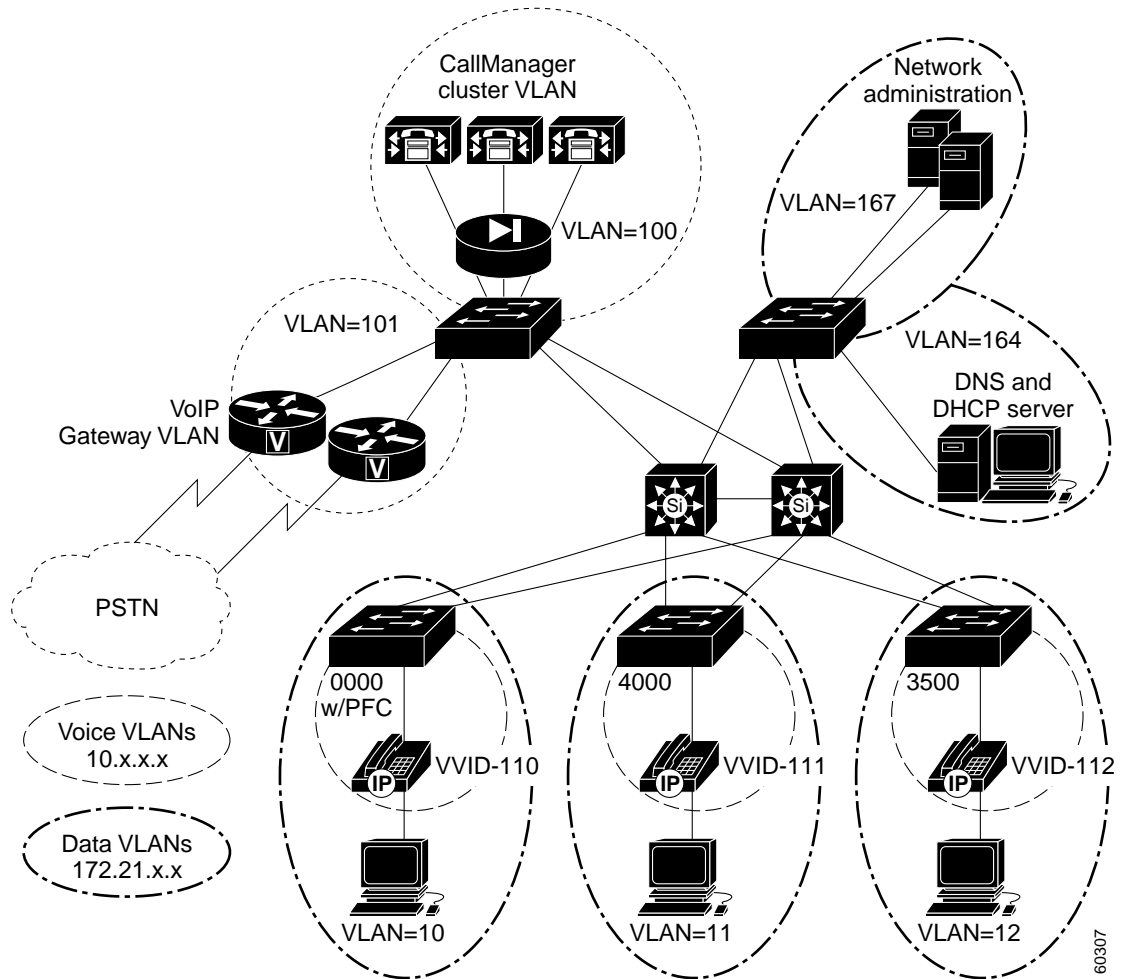 CallManager
cluster VLAN
Network
administration
VLAN=167
VLAN=100
VLAN=101
VLAN=164
VoIP
Gateway VLAN
V
V
DNS and
DHCP server
Si
Si
PSTN
0000
w/PFC
4000
3500
Voice VLANs
10.x.x.x
IP
VVID-110
IP
VVID-111
IP
VVID-112
Data VLANs
172.21.x.x
VLAN=10
VLAN=11
VLAN=12
60307